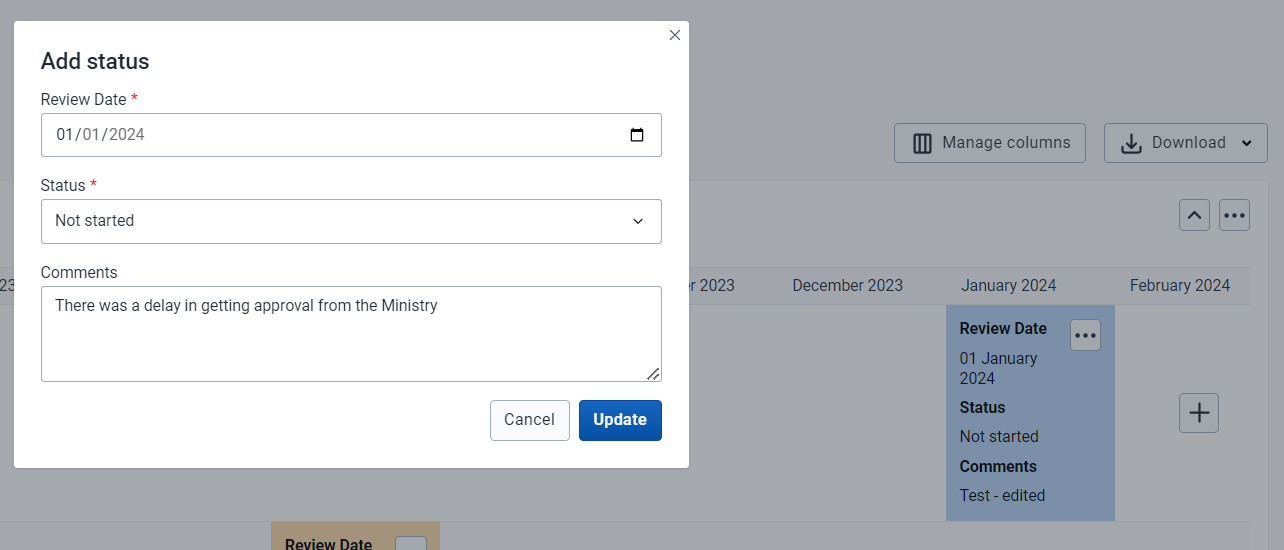 Add status
Review Date *
01/01/2024
Status *
Not started
Comments
There was a delay in getting approval from the Ministry
Cancel
Update
Manage columns
Download
23
r 2023
December 2023
January 2024
February 2024
Review Date
01 January
2024
Status
Not started
Comments
Test - edited
Review Date